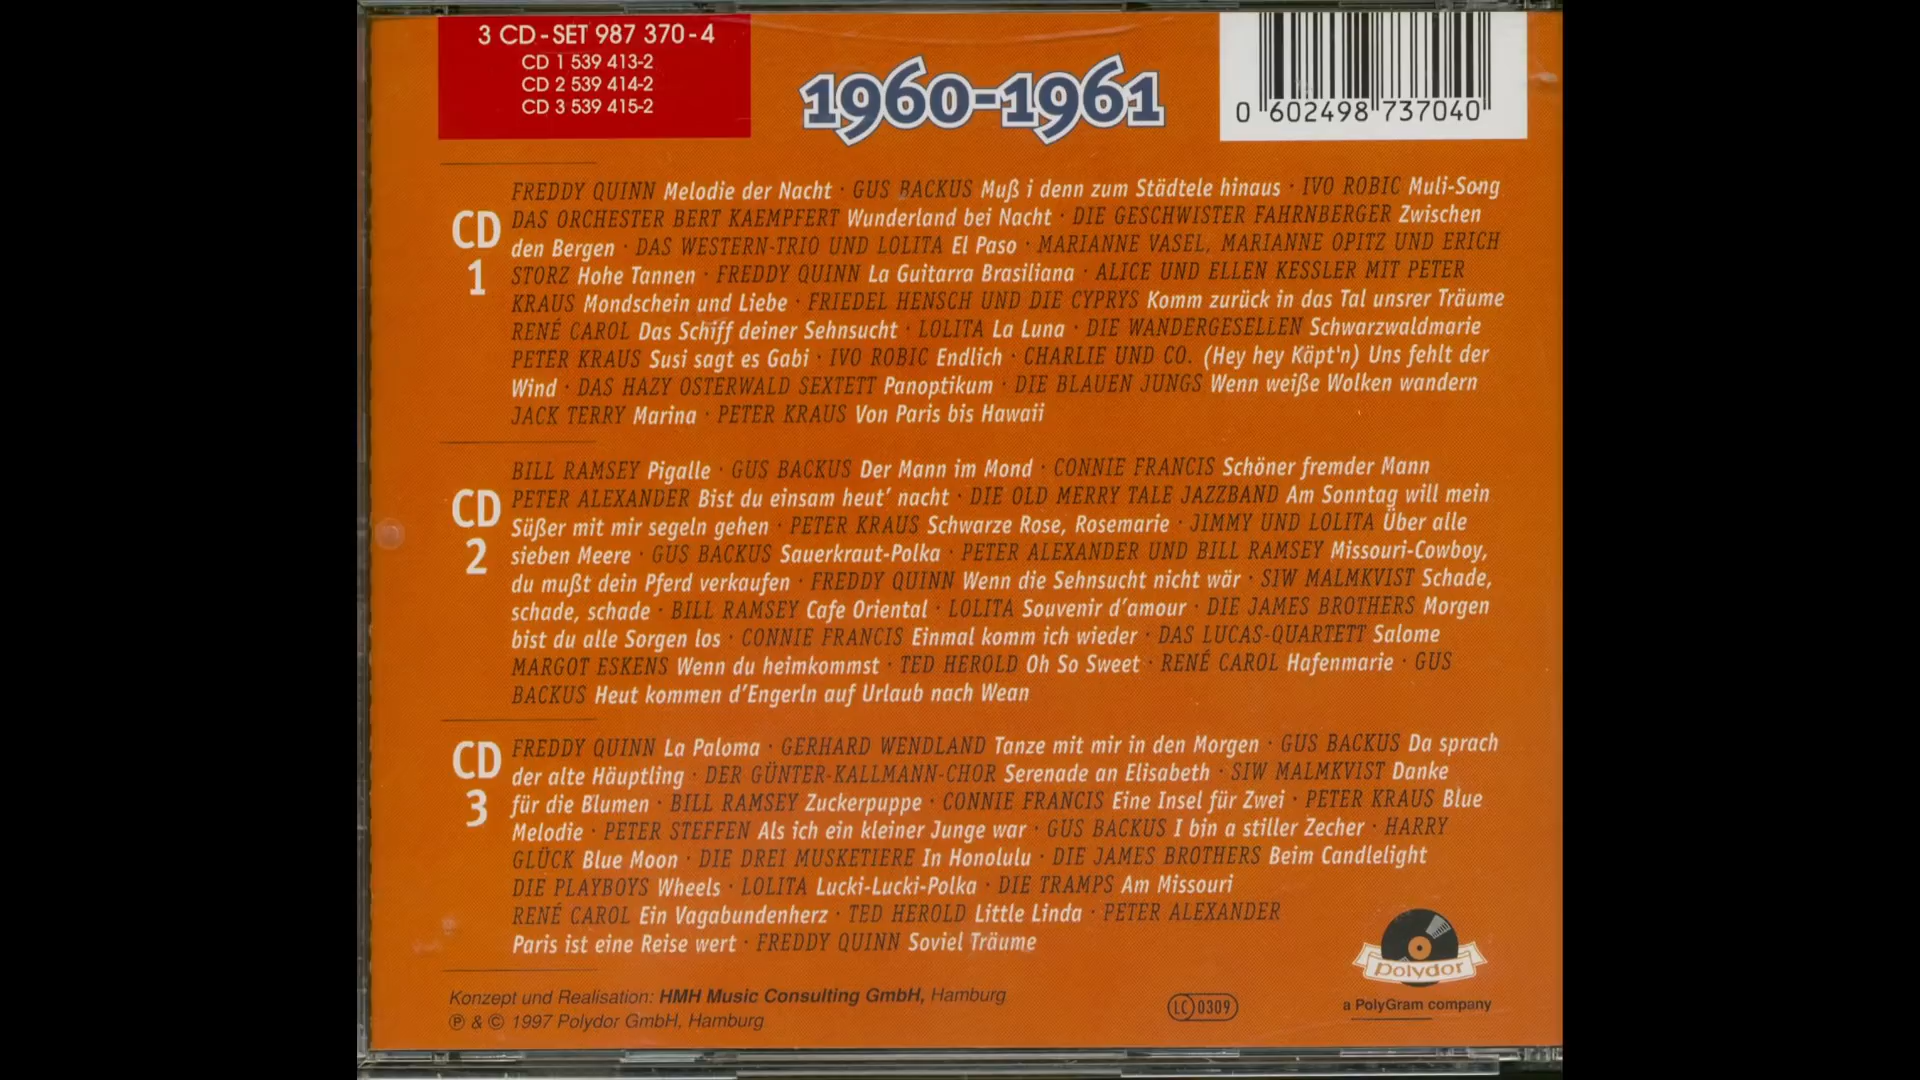 3 CD-SET 987 370-4
CD 1 539 413-2
CD 2 539 414-2
CD 3 539 415-2
1960-1961
0 602498 737040
CD 1
FREDDY QUINN Melodie der Nacht · GUS BACKUS Muß i denn zum Städtele hinaus · IVO ROBIC Muli-Song
DAS ORCHESTER BERT KAEMPFERT Wunderland bei Nacht · DIE GESCHWISTER FAHRNBERGER Zwischen
den Bergen · DAS WESTERN-TRIO UND LOLITA El Paso · MARIANNE VASEL, MARIANNE OPITZ UND ERICH
STORZ Hohe Tannen · FREDDY QUINN La Guitarra Brasiliana · ALICE UND ELLEN KESSLER MIT PETER
KRAUS Mondschein und Liebe · FRIEDEL HENSCH UND DIE CYPRYS Komm zurück in das Tal unsrer Träume
RENÉ CAROL Das Schiff deiner Sehnsucht · LOLITA La Luna · DIE WANDERGESELLEN Schwarzwaldmarie
PETER KRAUS Susi sagt es Gabi · IVO ROBIC Endlich · CHARLIE UND CO. (Hey hey Käpt'n) Uns fehlt der
Wind · DAS HAZY OSTERWALD SEXTETT Panoptikum · DIE BLAUEN JUNGS Wenn weiße Wolken wandern
JACK TERRY Marina · PETER KRAUS Von Paris bis Hawaii
CD 2
BILL RAMSEY Pigalle · GUS BACKUS Der Mann im Mond · CONNIE FRANCIS Schöner fremder Mann
PETER ALEXANDER Bist du einsam heut' nacht · DIE OLD MERRY TALE JAZZBAND Am Sonntag will mein
Süßer mit mir segeln gehen · PETER KRAUS Schwarze Rose, Rosemarie · JIMMY UND LOLITA Über alle
sieben Meere · GUS BACKUS Sauerkraut-Polka · PETER ALEXANDER UND BILL RAMSEY Missouri-Cowboy,
du mußt dein Pferd verkaufen · FREDDY QUINN Wenn die Sehnsucht nicht wär · SIW MALMKVIST Schade,
schade, schade · BILL RAMSEY Cafe Oriental · LOLITA Souvenir d'amour · DIE JAMES BROTHERS Morgen
bist du alle Sorgen los · CONNIE FRANCIS Einmal komm ich wieder · DAS LUCAS-QUARTETT Salome
MARGOT ESKENS Wenn du heimkommst · TED HEROLD Oh So Sweet · RENÉ CAROL Hafenmarie · GUS
BACKUS Heut kommen d'Engerln auf Urlaub nach Wean
CD 3
FREDDY QUINN La Paloma · GERHARD WENDLAND Tanze mit mir in den Morgen · GUS BACKUS Da sprach
der alte Häuptling · DER GÜNTER-KALLMANN-CHOR Serenade an Elisabeth · SIW MALMKVIST Danke
für die Blumen · BILL RAMSEY Zuckerpuppe · CONNIE FRANCIS Eine Insel für Zwei · PETER KRAUS Blue
Melodie · PETER STEFFEN Als ich ein kleiner Junge war · GUS BACKUS I bin a stiller Zecher · HARRY
GLÜCK Blue Moon · DIE DREI MUSKETIERE In Honolulu · DIE JAMES BROTHERS Beim Candlelight
DIE PLAYBOYS Wheels · LOLITA Lucki-Lucki-Polka · DIE TRAMPS Am Missouri
RENÉ CAROL Ein Vagabundenherz · TED HEROLD Little Linda · PETER ALEXANDER
Paris ist eine Reise wert · FREDDY QUINN Soviel Träume
Konzept und Realisation: HMH Music Consulting GmbH, Hamburg
℗ & © 1997 Polydor GmbH, Hamburg
LC 0309
polydor
a PolyGram company